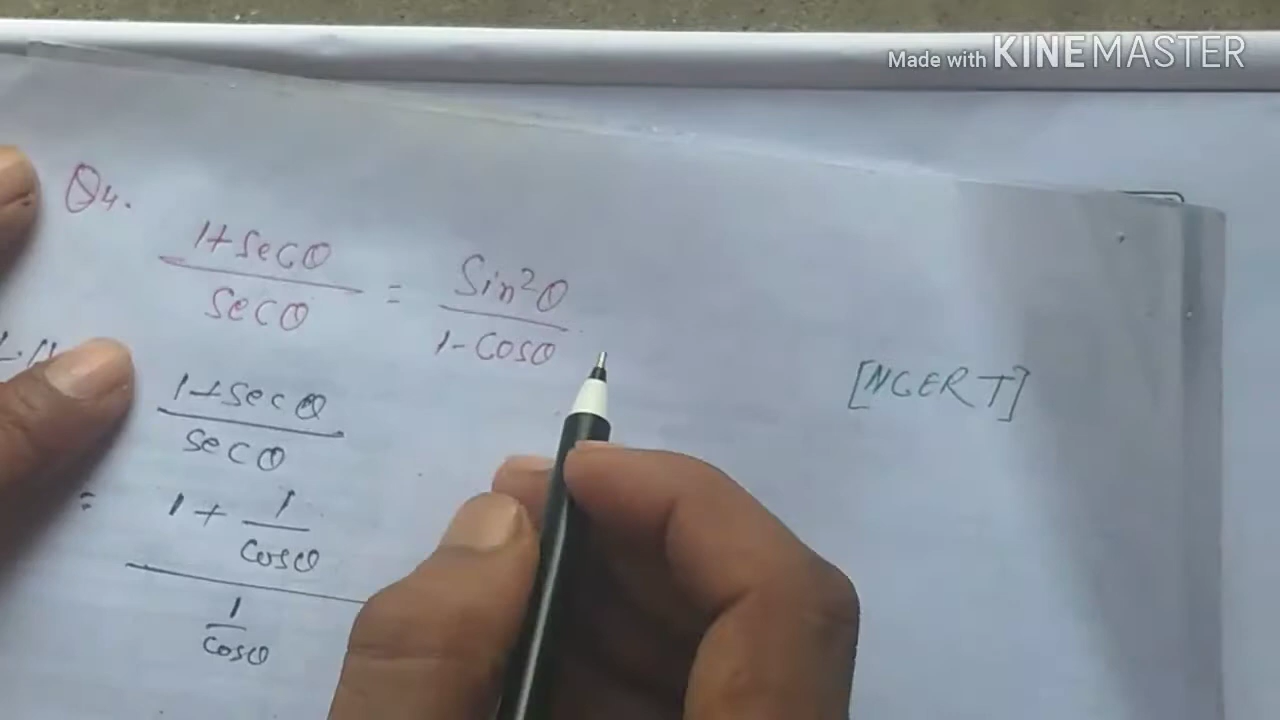 Made with KINEMASTER
Q4.
1+secθ / secθ = Sin²θ / 1-cosθ
[NCERT]
1+secθ / secθ
= 1 + 1/cosθ
1/cosθ